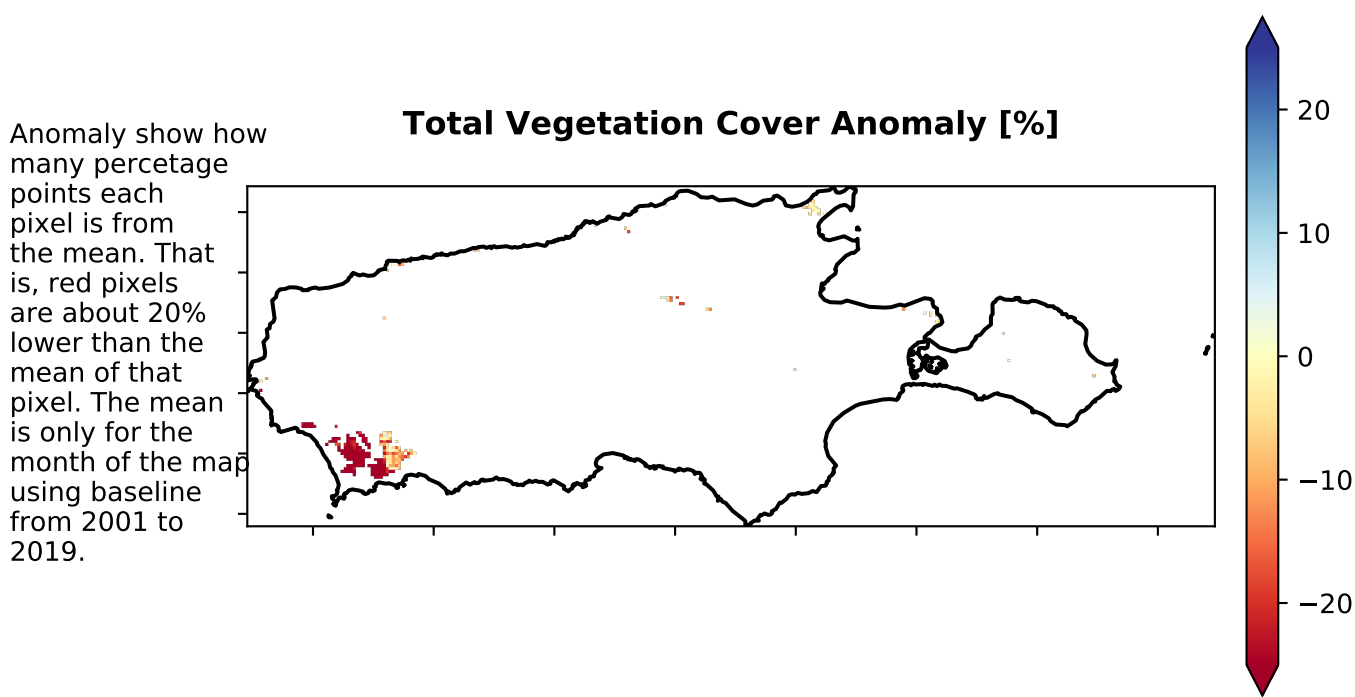 Total Vegetation Cover Anomaly [%]
Anomaly show how
many percetage
points each
pixel is from
the mean. That
is, red pixels
are about 20%
lower than the
mean of that
pixel. The mean
is only for the
month of the map
using baseline
from 2001 to
2019.
20
10
0
−10
−20